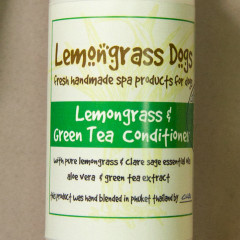 Lemongrass Dogs
fresh handmade spa products for dogs
Lemongrass &
Green Tea Conditioner
with pure lemongrass & clare sage essential oils
aloe vera & green tea extract
this product was hand blended in phuket thailand by